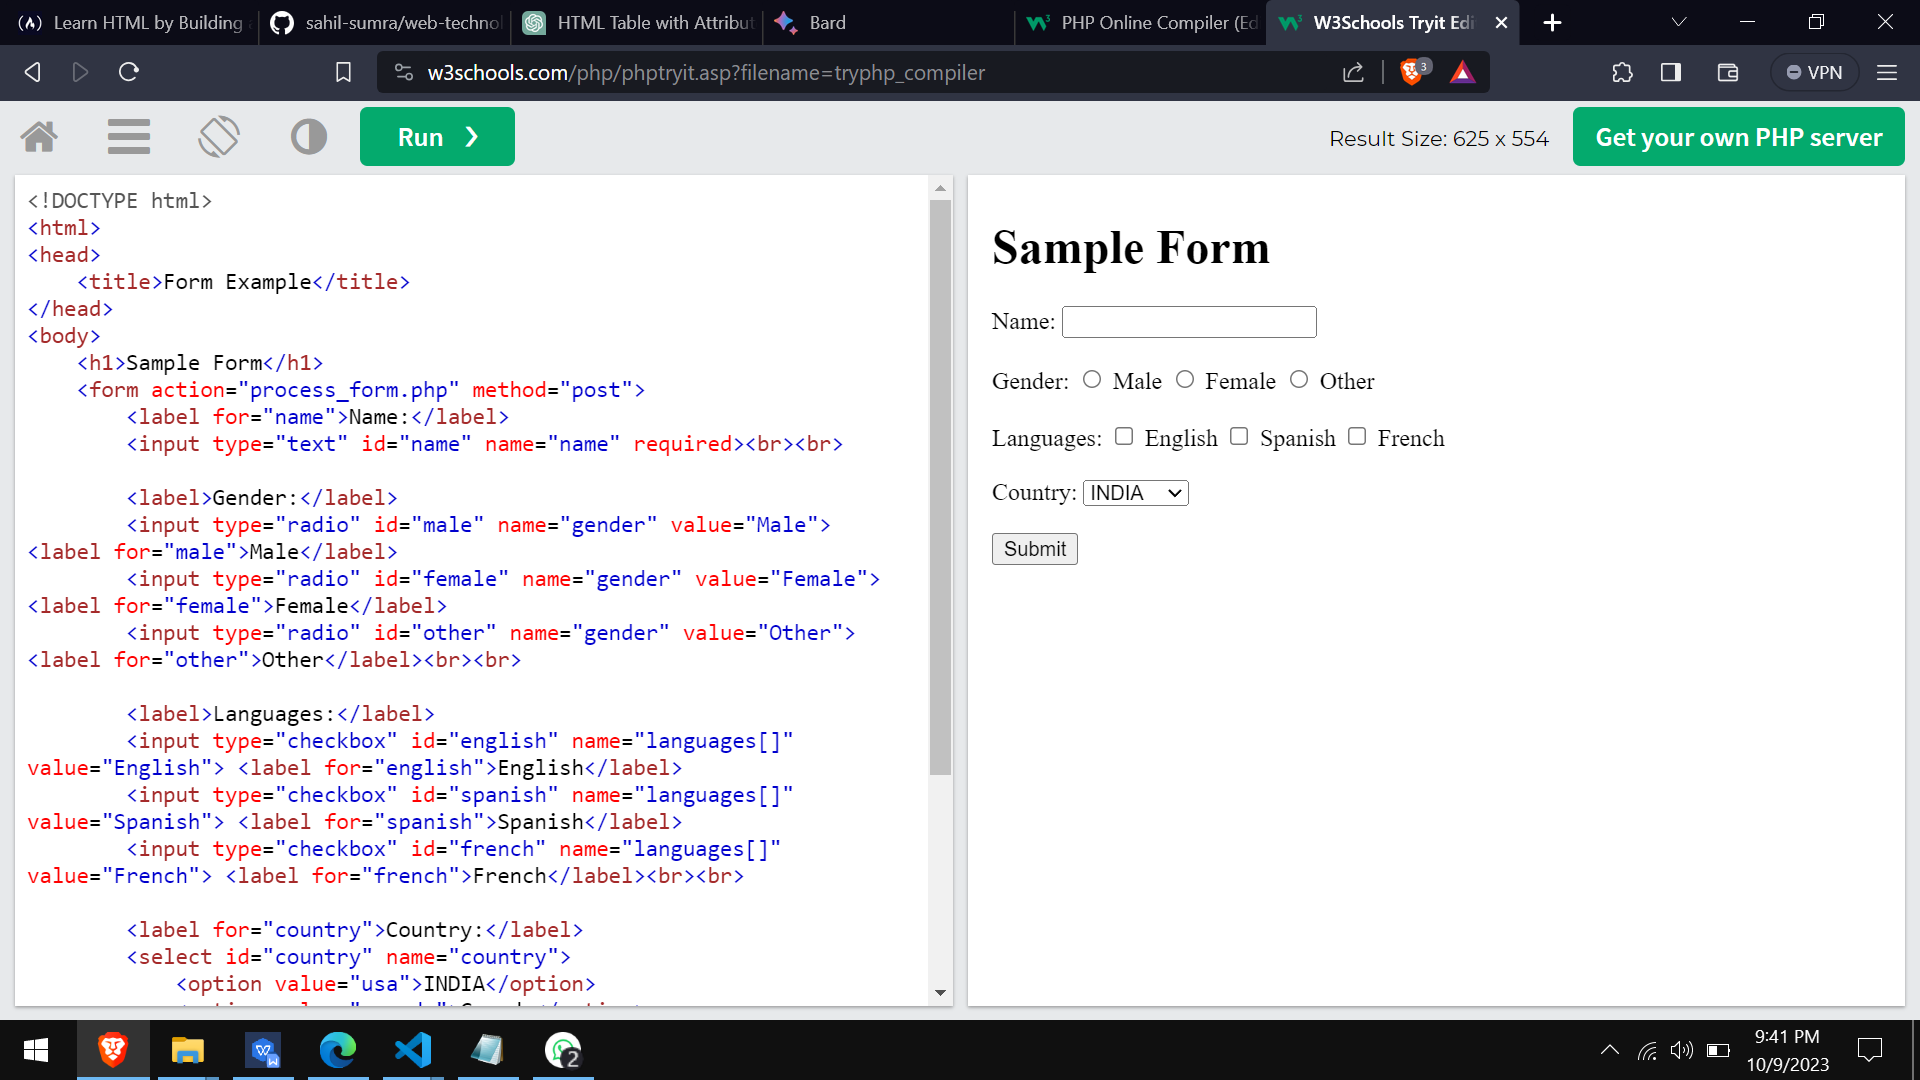 Learn HTML by Building
sahil-sumra/web-technol
HTML Table with Attribut
Bard
PHP Online Compiler (Ed
W3Schools Tryit Edi
w3schools.com/php/phptryit.asp?filename=tryphp_compiler
3
VPN
Run ❯
Result Size: 625 x 554
Get your own PHP server
<!DOCTYPE html>
<html>
<head>
    <title>Form Example</title>
</head>
<body>
    <h1>Sample Form</h1>
    <form action="process_form.php" method="post">
        <label for="name">Name:</label>
        <input type="text" id="name" name="name" required><br><br>
        <label>Gender:</label>
        <input type="radio" id="male" name="gender" value="Male">
<label for="male">Male</label>
        <input type="radio" id="female" name="gender" value="Female">
<label for="female">Female</label>
        <input type="radio" id="other" name="gender" value="Other">
<label for="other">Other</label><br><br>
        <label>Languages:</label>
        <input type="checkbox" id="english" name="languages[]"
value="English"> <label for="english">English</label>
        <input type="checkbox" id="spanish" name="languages[]"
value="Spanish"> <label for="spanish">Spanish</label>
        <input type="checkbox" id="french" name="languages[]"
value="French"> <label for="french">French</label><br><br>
        <label for="country">Country:</label>
        <select id="country" name="country">
            <option value="usa">INDIA</option>
Sample Form
Name:
Gender: Male Female Other
Languages: English Spanish French
Country: INDIA
Submit
2
9:41 PM
10/9/2023